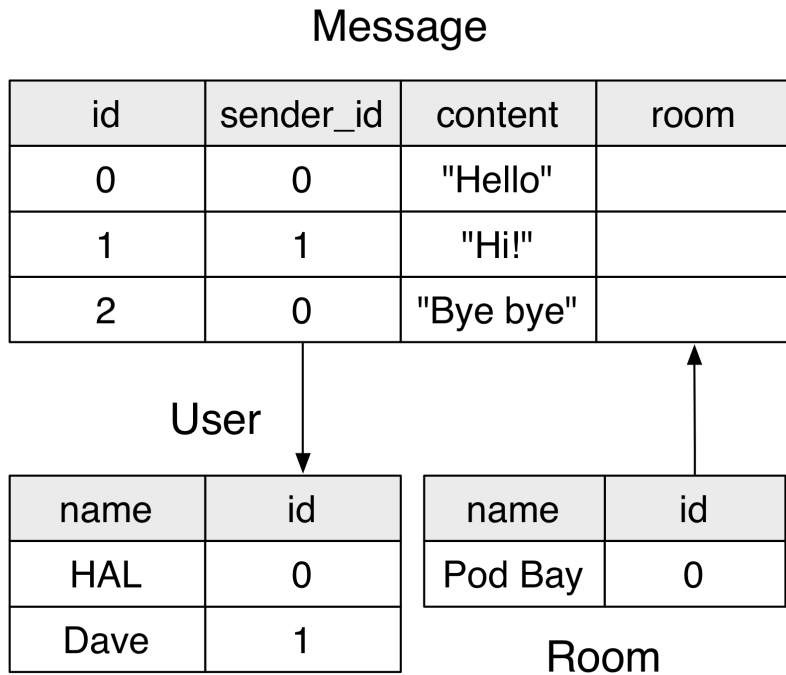 Message
id sender_id content room
0 0 "Hello"
1 1 "Hi!"
2 0 "Bye bye"
User
name id
HAL 0
Dave 1
name id
Pod Bay 0
Room